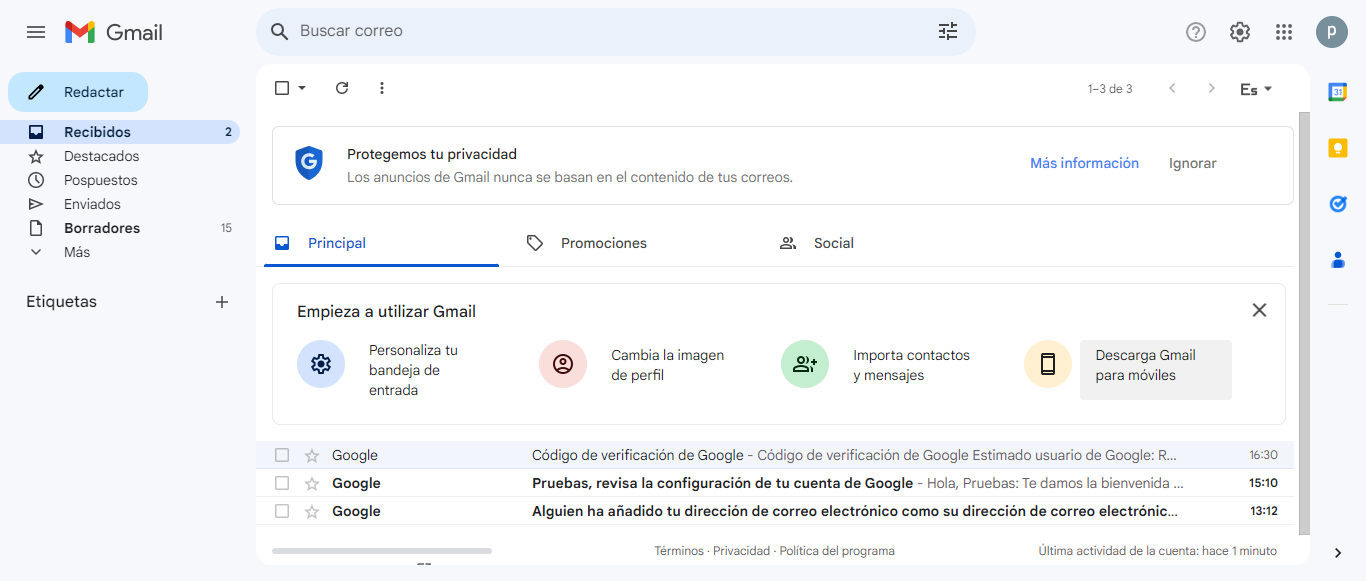 Gmail
Buscar correo
P
Redactar
1–3 de 3
Es
31
Recibidos 2
Destacados
Pospuestos
Enviados
Borradores 15
Más
Etiquetas
G
Protegemos tu privacidad
Los anuncios de Gmail nunca se basan en el contenido de tus correos.
Más información
Ignorar
Principal
Promociones
Social
Empieza a utilizar Gmail
Personaliza tu
bandeja de
entrada
Cambia la imagen
de perfil
Importa contactos
y mensajes
Descarga Gmail
para móviles
Google Código de verificación de Google - Código de verificación de Google Estimado usuario de Google: R... 16:30
Google Pruebas, revisa la configuración de tu cuenta de Google - Hola, Pruebas: Te damos la bienvenida ... 15:10
Google Alguien ha añadido tu dirección de correo electrónico como su dirección de correo electrónic... 13:12
Términos · Privacidad · Política del programa
Última actividad de la cuenta: hace 1 minuto